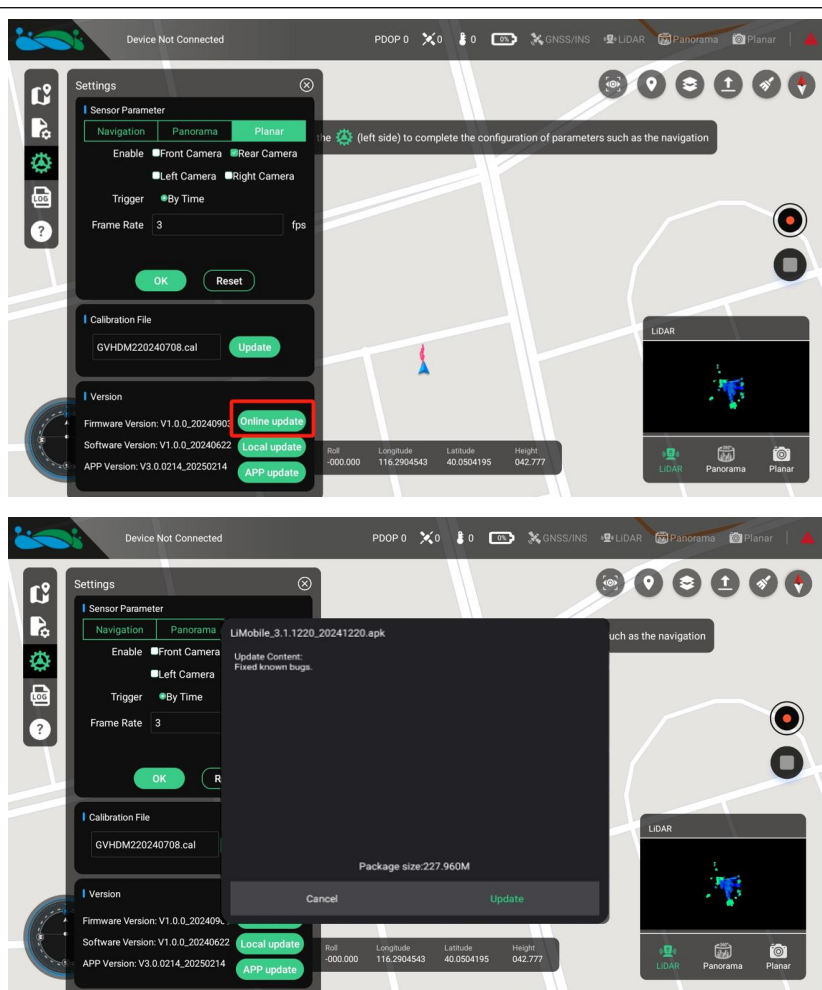 Device Not Connected PDOP 0 0 0 0% GNSS/INS LiDAR Panorama Planar
Settings
Sensor Parameter
Navigation Panorama Planar
the (left side) to complete the configuration of parameters such as the navigation
Enable Front Camera Rear Camera
Left Camera Right Camera
Trigger By Time
LOG
Frame Rate 3 fps
?
OK Reset
Calibration File
GVHDM220240708.cal Update
LiDAR
Version
Firmware Version: V1.0.0_20240903 Online update
Software Version: V1.0.0_20240622 Local update
APP Version: V3.0.0214_20250214 APP update
Roll Longitude Latitude Height
-000.000 116.2904543 40.0504195 042.777
LiDAR Panorama Planar
Device Not Connected PDOP 0 0 0 0% GNSS/INS LiDAR Panorama Planar
Settings
Sensor Parameter
Navigation Panorama
LiMobile_3.1.1220_20241220.apk
uch as the navigation
Enable Front Camera
Update Content:
Fixed known bugs.
Left Camera
Trigger By Time
LOG
Frame Rate 3
?
OK R
Calibration File
GVHDM220240708.cal
LiDAR
Package size:227.960M
Cancel Update
Version
Firmware Version: V1.0.0_202409
Software Version: V1.0.0_20240622 Local update
APP Version: V3.0.0214_20250214 APP update
Roll Longitude Latitude Height
-000.000 116.2904543 40.0504195 042.777
LiDAR Panorama Planar